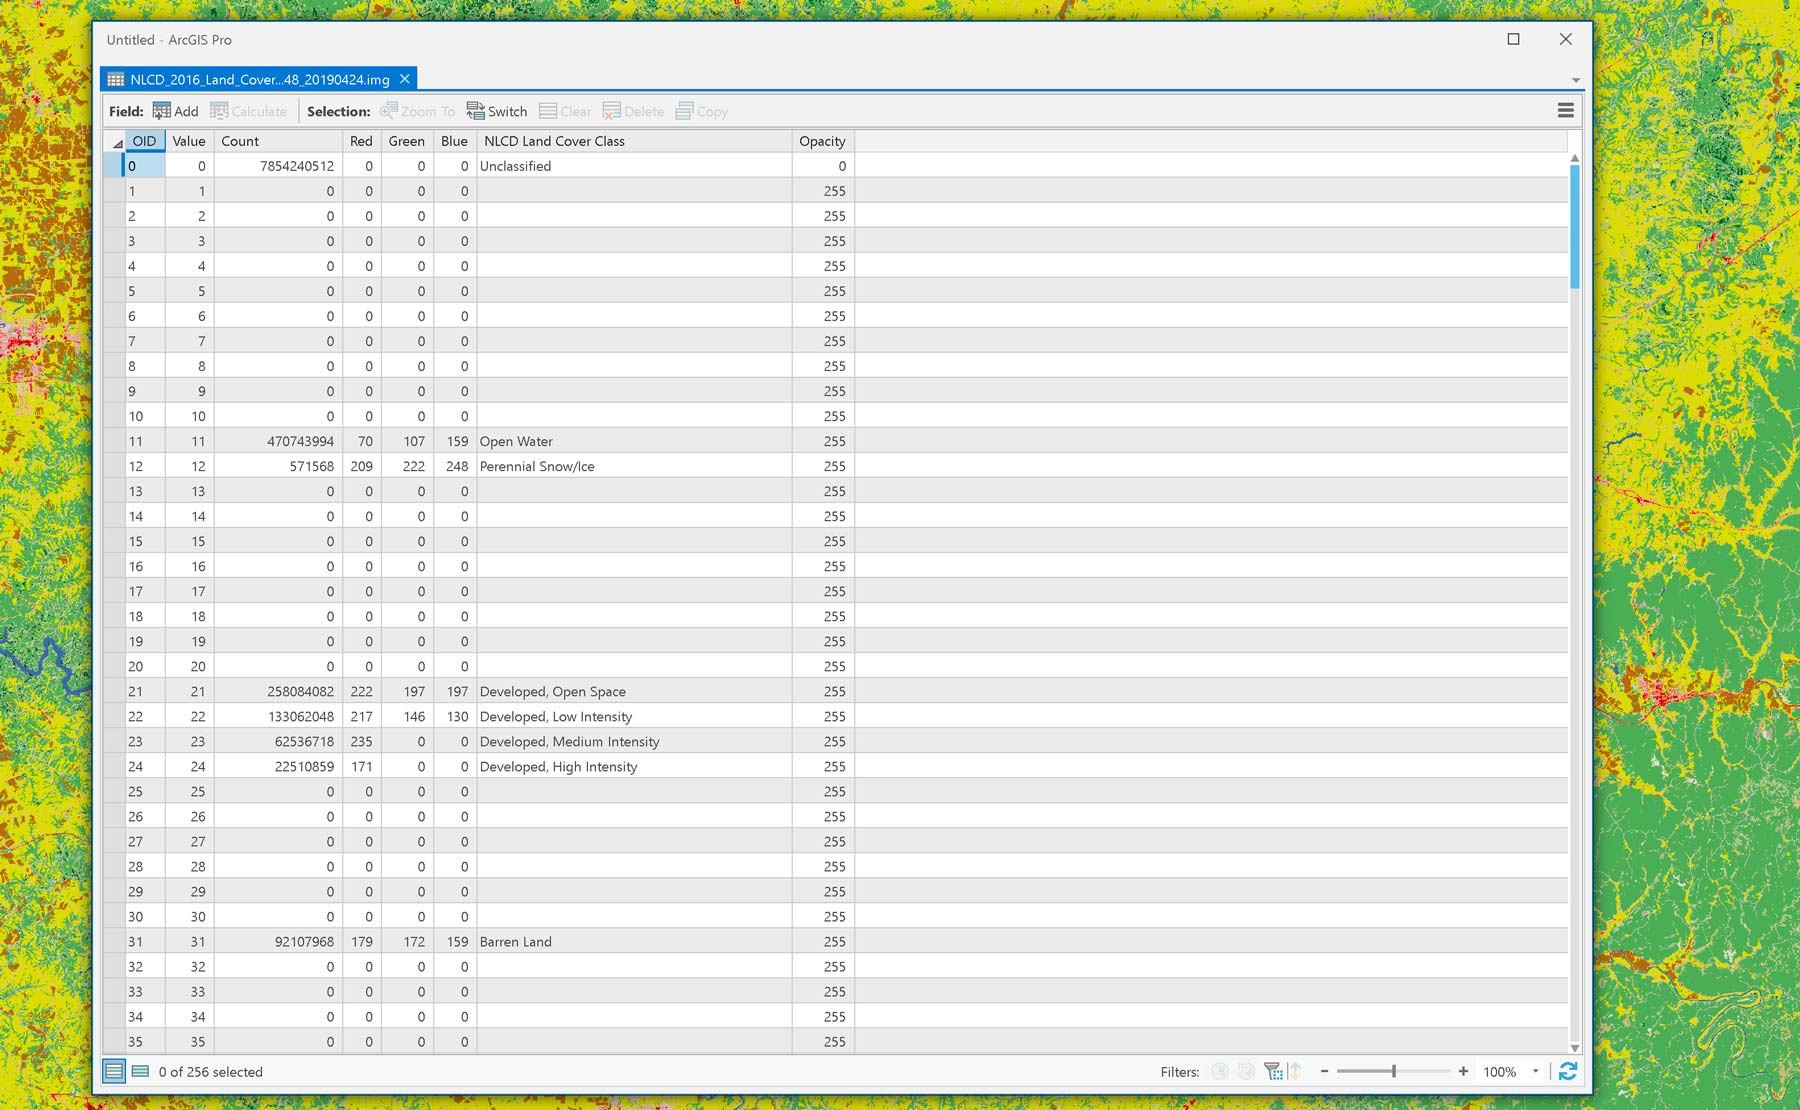 Untitled - ArcGIS Pro
NLCD_2016_Land_Cover...48_20190424.img
Field: Add Calculate Selection: Zoom To Switch Clear Delete Copy
OID Value Count Red Green Blue NLCD Land Cover Class Opacity
0 0 7854240512 0 0 0 Unclassified 0
1 1 0 0 0 0 255
2 2 0 0 0 0 255
3 3 0 0 0 0 255
4 4 0 0 0 0 255
5 5 0 0 0 0 255
6 6 0 0 0 0 255
7 7 0 0 0 0 255
8 8 0 0 0 0 255
9 9 0 0 0 0 255
10 10 0 0 0 0 255
11 11 470743994 70 107 159 Open Water 255
12 12 571568 209 222 248 Perennial Snow/Ice 255
13 13 0 0 0 0 255
14 14 0 0 0 0 255
15 15 0 0 0 0 255
16 16 0 0 0 0 255
17 17 0 0 0 0 255
18 18 0 0 0 0 255
19 19 0 0 0 0 255
20 20 0 0 0 0 255
21 21 258084082 222 197 197 Developed, Open Space 255
22 22 133062048 217 146 130 Developed, Low Intensity 255
23 23 62536718 235 0 0 Developed, Medium Intensity 255
24 24 22510859 171 0 0 Developed, High Intensity 255
25 25 0 0 0 0 255
26 26 0 0 0 0 255
27 27 0 0 0 0 255
28 28 0 0 0 0 255
29 29 0 0 0 0 255
30 30 0 0 0 0 255
31 31 92107968 179 172 159 Barren Land 255
32 32 0 0 0 0 255
33 33 0 0 0 0 255
34 34 0 0 0 0 255
35 35 0 0 0 0 255
0 of 256 selected Filters: - + 100%